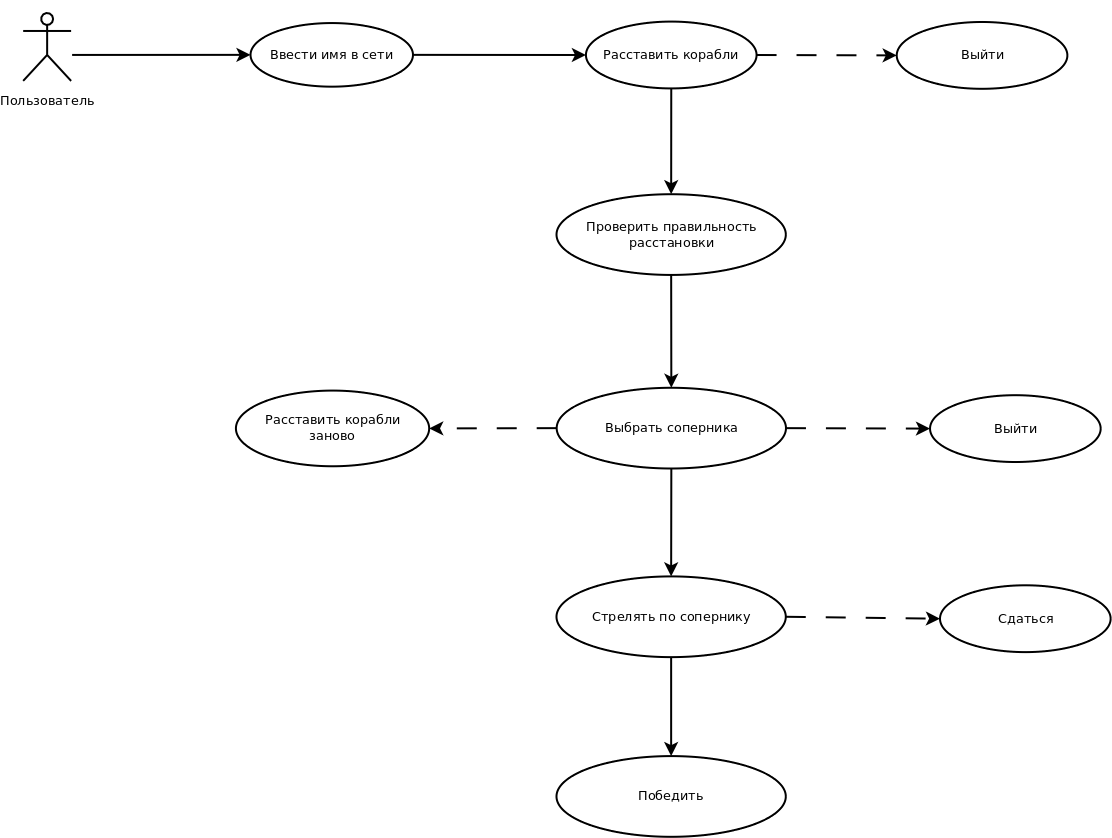 Пользователь
Ввести имя в сети
Расставить корабли
Выйти
Проверить правильность
расстановки
Расставить корабли
заново
Выбрать соперника
Выйти
Стрелять по сопернику
Сдаться
Победить